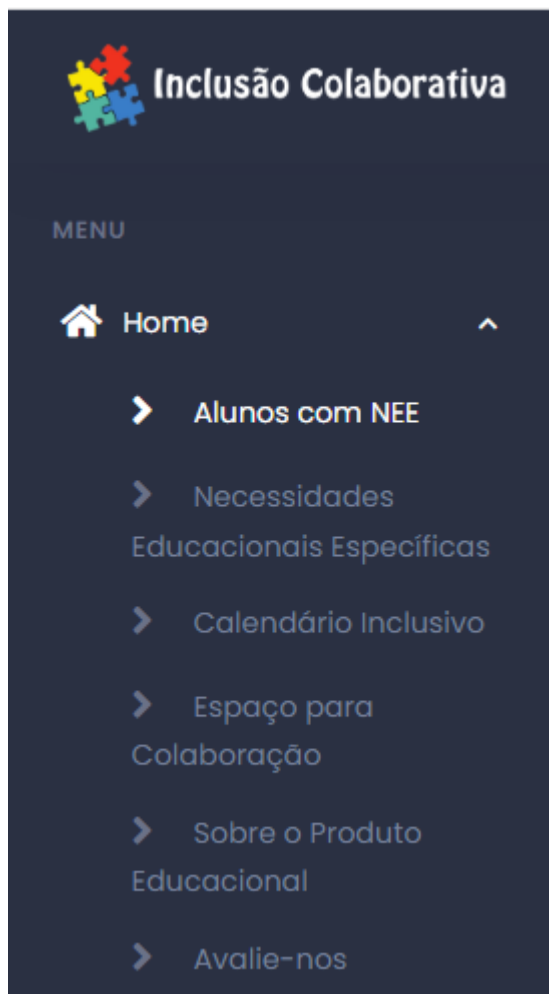 Inclusão Colaborativa
MENU
Home
Alunos com NEE
Necessidades
Educacionais Específicas
Calendário Inclusivo
Espaço para
Colaboração
Sobre o Produto
Educacional
Avalie-nos